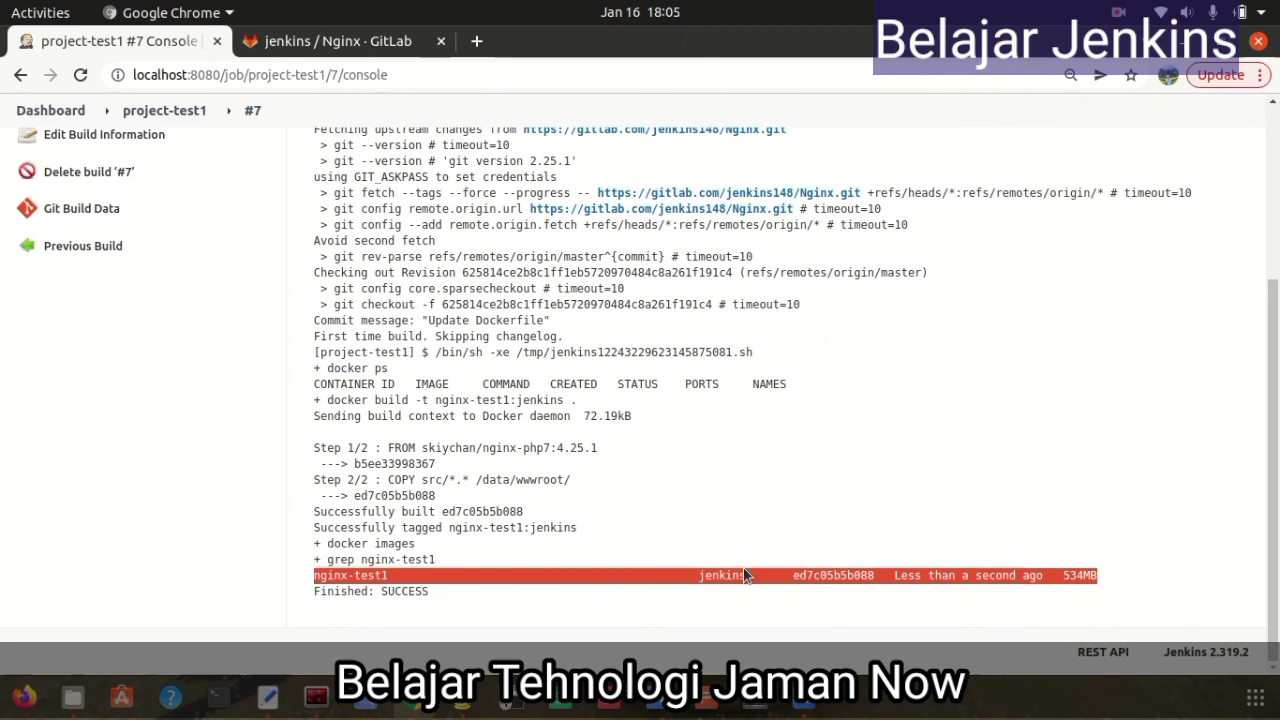 Activities
Google Chrome
Jan 16 18:05
project-test1 #7 Console [
jenkins / Nginx · GitLab
Belajar Jenkins
localhost:8080/job/project-test1/7/console
Update
Dashboard
project-test1
#7
Edit Build Information
Delete build ‘#7’
Git Build Data
Previous Build
Fetching upstream changes from https://gitlab.com/jenkins148/Nginx.git
> git --version # timeout=10
> git --version # 'git version 2.25.1'
using GIT_ASKPASS to set credentials
> git fetch --tags --force --progress -- https://gitlab.com/jenkins148/Nginx.git +refs/heads/*:refs/remotes/origin/* # timeout=10
> git config remote.origin.url https://gitlab.com/jenkins148/Nginx.git # timeout=10
> git config --add remote.origin.fetch +refs/heads/*:refs/remotes/origin/* # timeout=10
Avoid second fetch
> git rev-parse refs/remotes/origin/master^{commit} # timeout=10
Checking out Revision 625814ce2b8c1ff1eb5720970484c8a261f191c4 (refs/remotes/origin/master)
> git config core.sparsecheckout # timeout=10
> git checkout -f 625814ce2b8c1ff1eb5720970484c8a261f191c4 # timeout=10
Commit message: "Update Dockerfile"
First time build. Skipping changelog.
[project-test1] $ /bin/sh -xe /tmp/jenkins12243229623145875081.sh
+ docker ps
CONTAINER ID IMAGE COMMAND CREATED STATUS PORTS NAMES
+ docker build -t nginx-test1:jenkins .
Sending build context to Docker daemon 72.19kB
Step 1/2 : FROM skiychan/nginx-php7:4.25.1
---> b5ee33998367
Step 2/2 : COPY src/*.* /data/wwwroot/
---> ed7c05b5b088
Successfully built ed7c05b5b088
Successfully tagged nginx-test1:jenkins
+ docker images
+ grep nginx-test1
nginx-test1 jenkins ed7c05b5b088 Less than a second ago 534MB
Finished: SUCCESS
REST API
Jenkins 2.319.2
Belajar Tehnologi Jaman Now